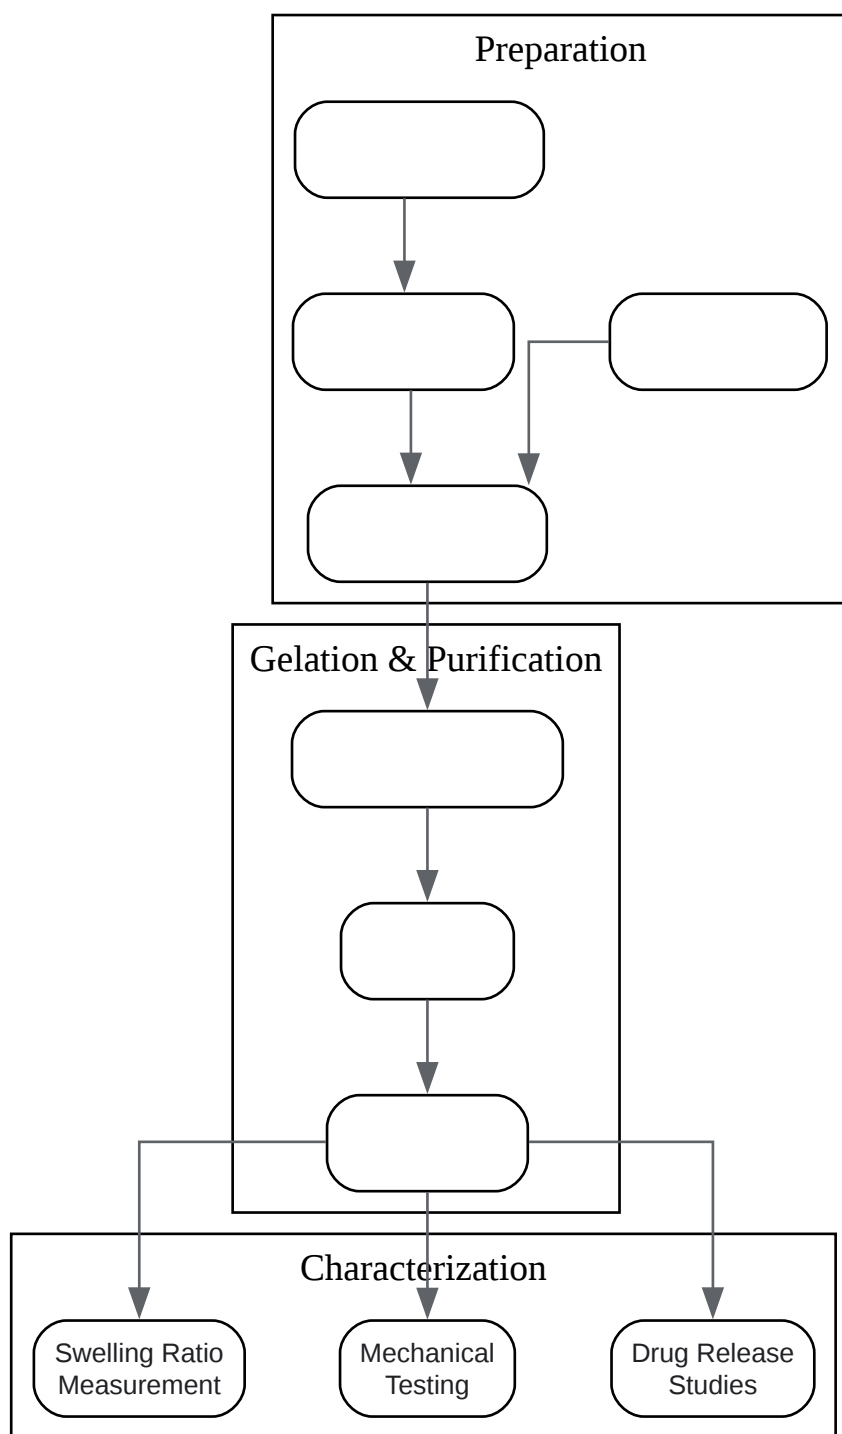 Preparation
Gelation & Purification
Characterization
Swelling Ratio
Measurement
Mechanical
Testing
Drug Release
Studies